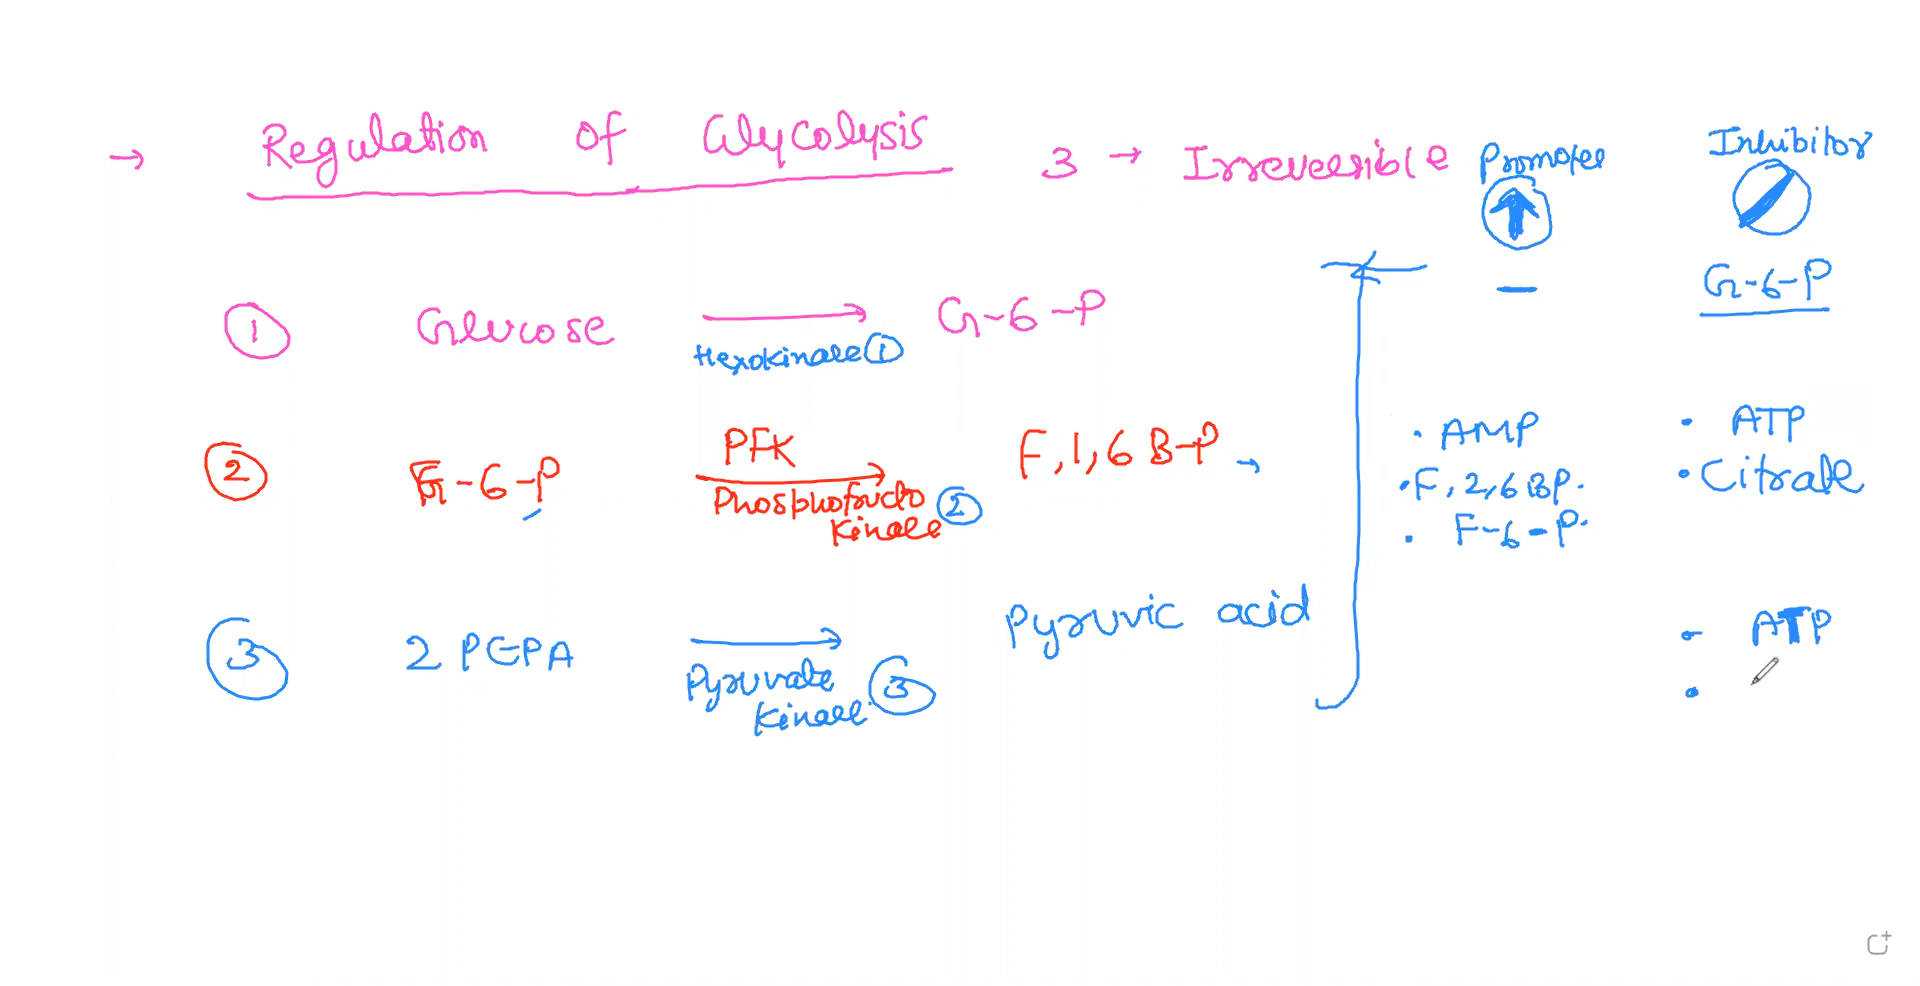 → Regulation of Glycolysis 3 → Irreversible Promoter Inhibitor
① Glucose → G-6-P - G-6-P
Hexokinase ①
② F-6-P PFK → F,1,6 B-P → • AMP • ATP
Phosphofructo Kinase ② • F,2,6 BP. • Citrate
• F-6-P.
③ 2 PEPA → Pyruvic acid - ATP
Pyruvate ③ •
Kinase.